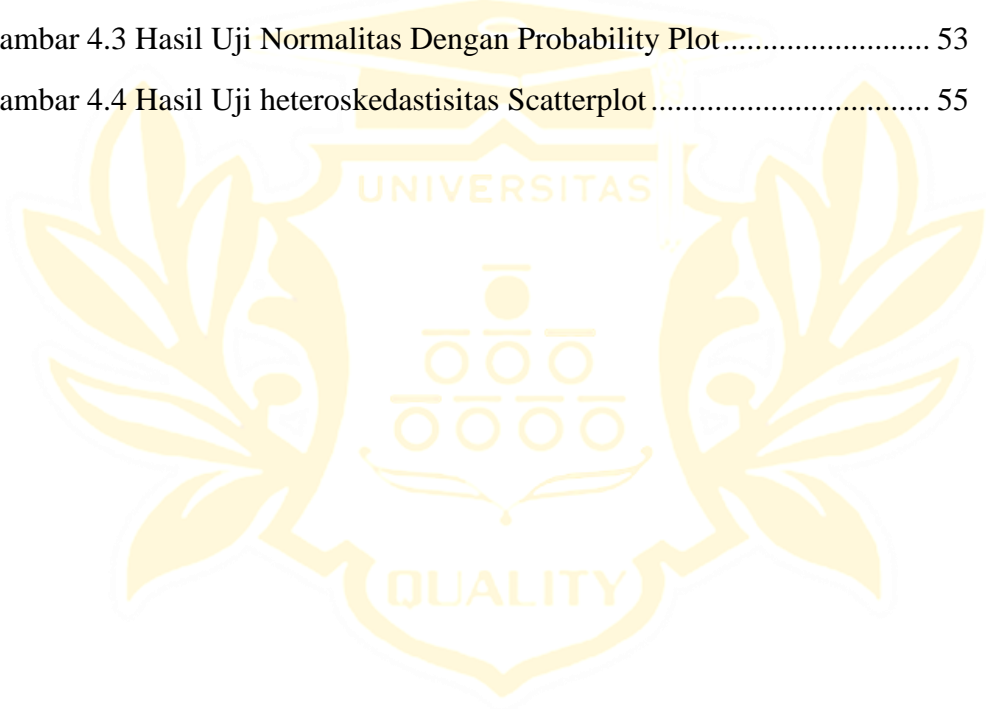 ambar 4.3 Hasil Uji Normalitas Dengan Probability Plot......................... 53
ambar 4.4 Hasil Uji heteroskedastisitas Scatterplot.................................. 55
UNIVERSITAS
QUALITY